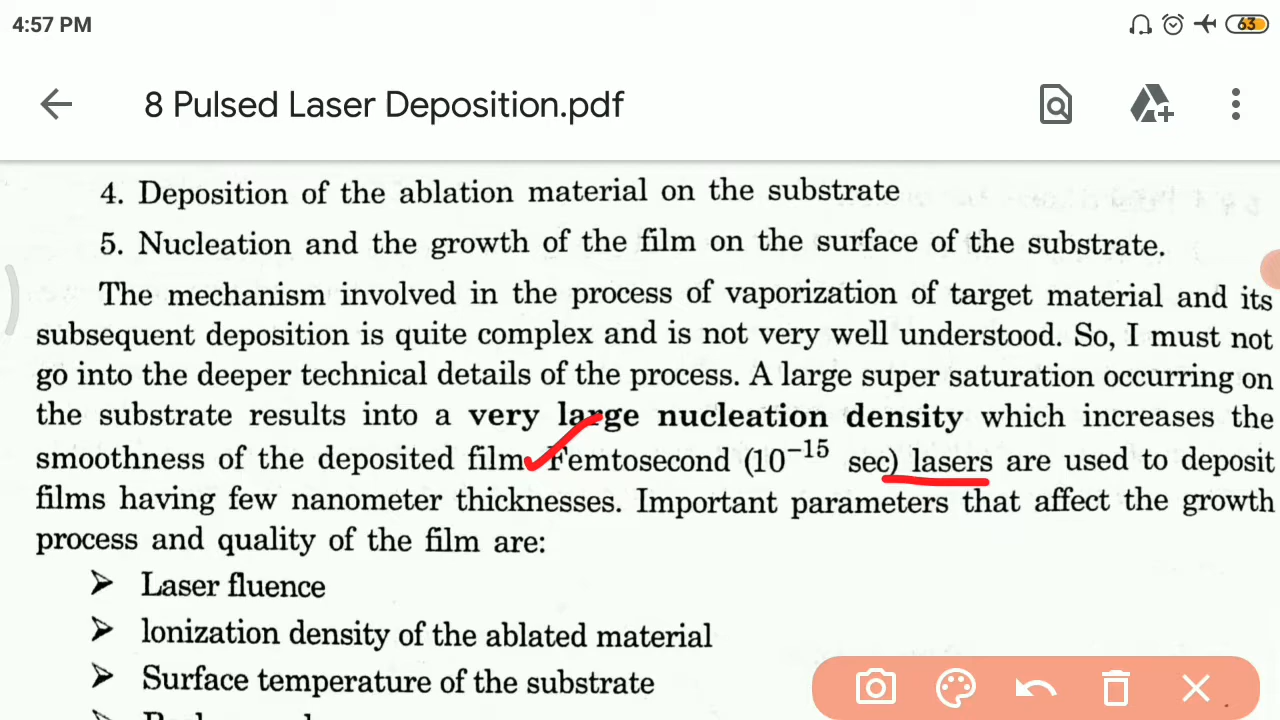 4:57 PM
63
8 Pulsed Laser Deposition.pdf
4. Deposition of the ablation material on the substrate
5. Nucleation and the growth of the film on the surface of the substrate.
The mechanism involved in the process of vaporization of target material and its
subsequent deposition is quite complex and is not very well understood. So, I must not
go into the deeper technical details of the process. A large super saturation occurring on
the substrate results into a very large nucleation density which increases the
smoothness of the deposited film. Femtosecond (10⁻¹⁵ sec) lasers are used to deposit
films having few nanometer thicknesses. Important parameters that affect the growth
process and quality of the film are:
➤ Laser fluence
➤ lonization density of the ablated material
➤ Surface temperature of the substrate